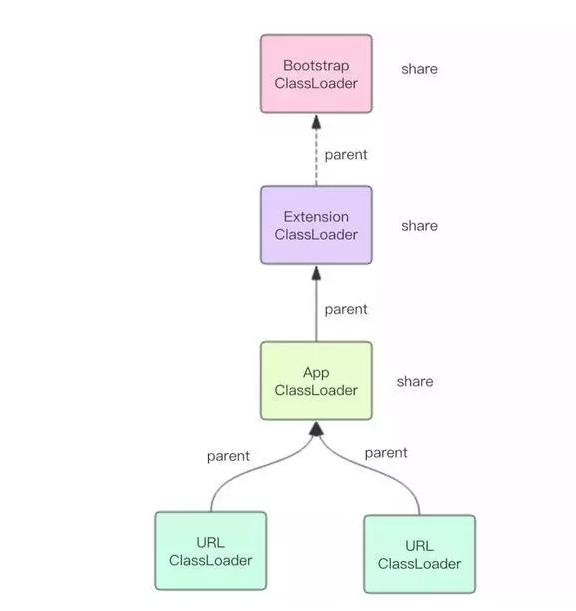 Bootstrap
ClassLoader
share
parent
Extension
ClassLoader
share
parent
App
ClassLoader
share
parent
parent
URL
ClassLoader
URL
ClassLoader